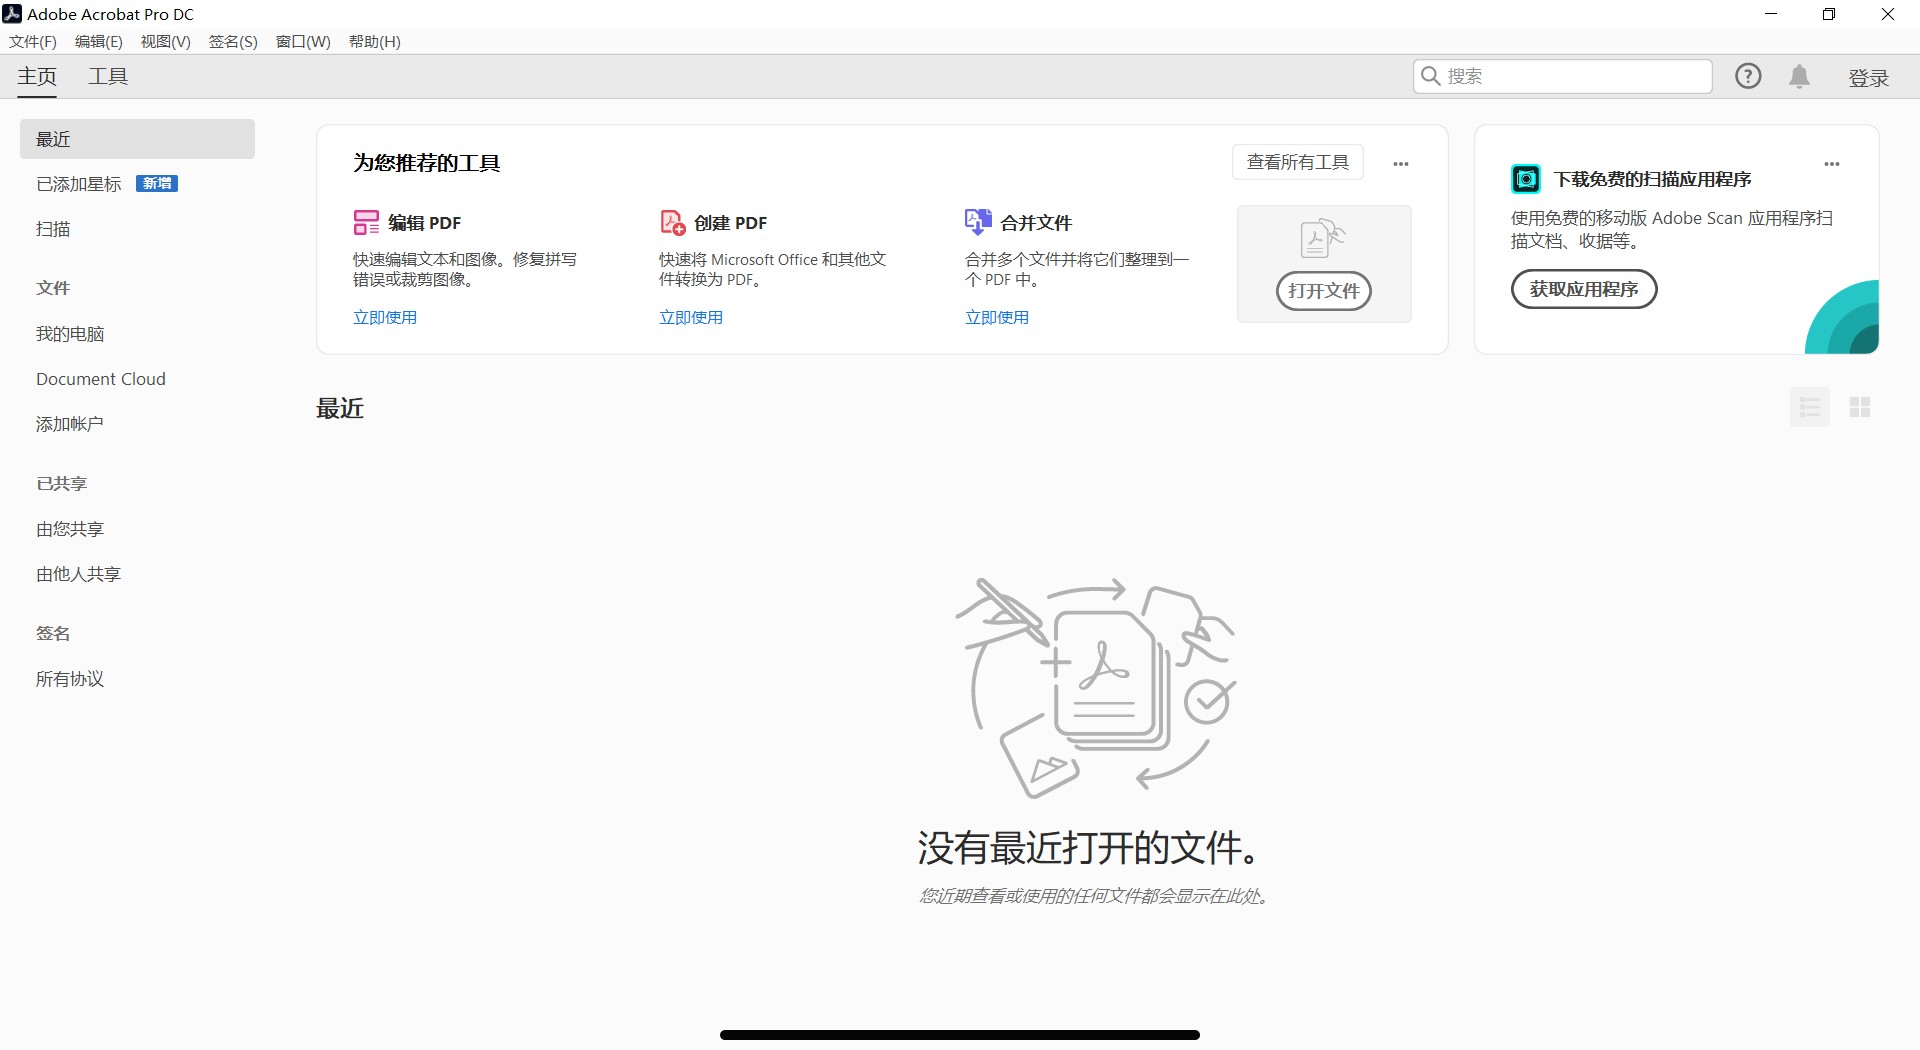 Adobe Acrobat Pro DC
文件(F) 编辑(E) 视图(V) 签名(S) 窗口(W) 帮助(H)
主页 工具 搜索 登录
最近
已添加星标 新增
扫描
文件
我的电脑
Document Cloud
添加帐户
已共享
由您共享
由他人共享
签名
所有协议
为您推荐的工具 查看所有工具
编辑 PDF
快速编辑文本和图像。修复拼写
错误或裁剪图像。
立即使用
创建 PDF
快速将 Microsoft Office 和其他文
件转换为 PDF。
立即使用
合并文件
合并多个文件并将它们整理到一
个 PDF 中。
立即使用
打开文件
下载免费的扫描应用程序
使用免费的移动版 Adobe Scan 应用程序扫
描文档、收据等。
获取应用程序
最近
没有最近打开的文件。
您近期查看或使用的任何文件都会显示在此处。